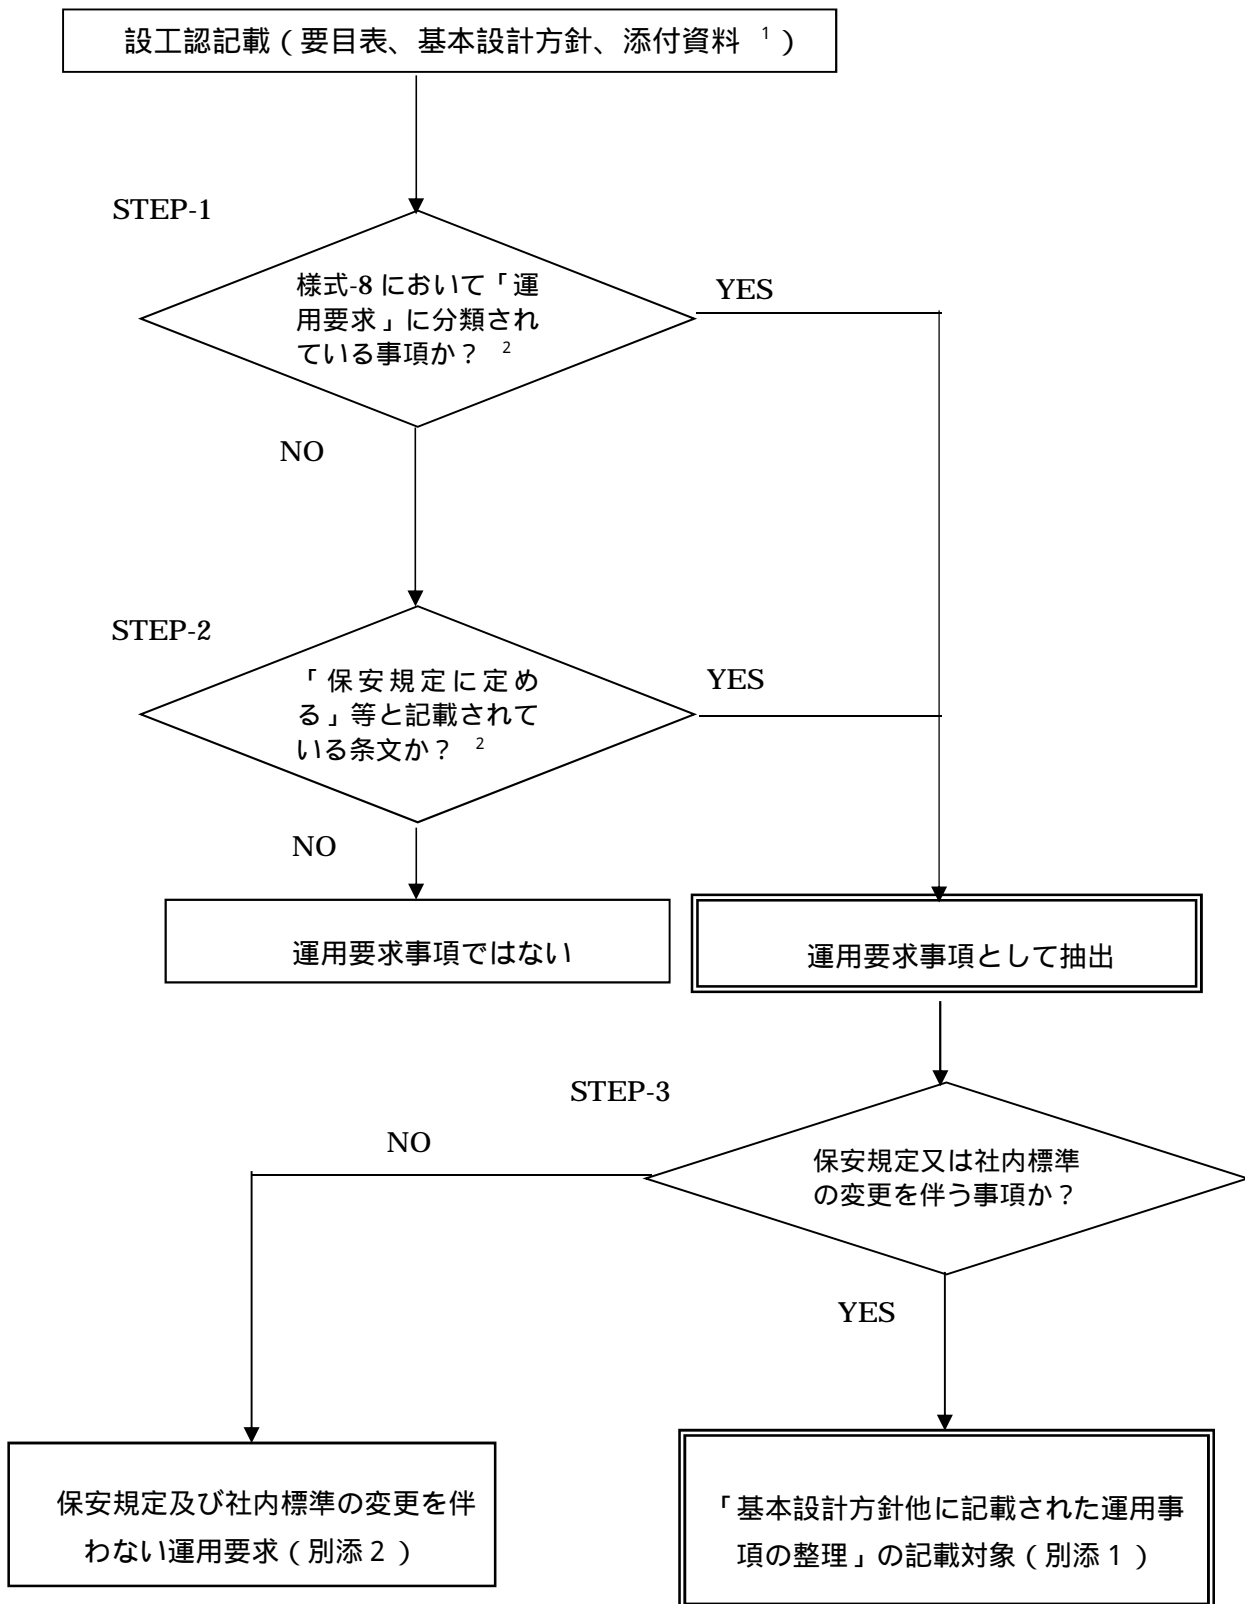 設工認記載（要目表、基本設計方針、添付資料 1）
STEP-1
様式-8 において「運
用要求」に分類され
ている事項か？ 2
YES
NO
STEP-2
「保安規定に定め
る」等と記載されて
いる条文か？ 2
YES
NO
運用要求事項ではない
運用要求事項として抽出
STEP-3
NO
保安規定又は社内標準
の変更を伴う事項か？
YES
保安規定及び社内標準の変更を伴
わない運用要求（別添２）
「基本設計方針他に記載された運用事
項の整理」の記載対象（別添１）